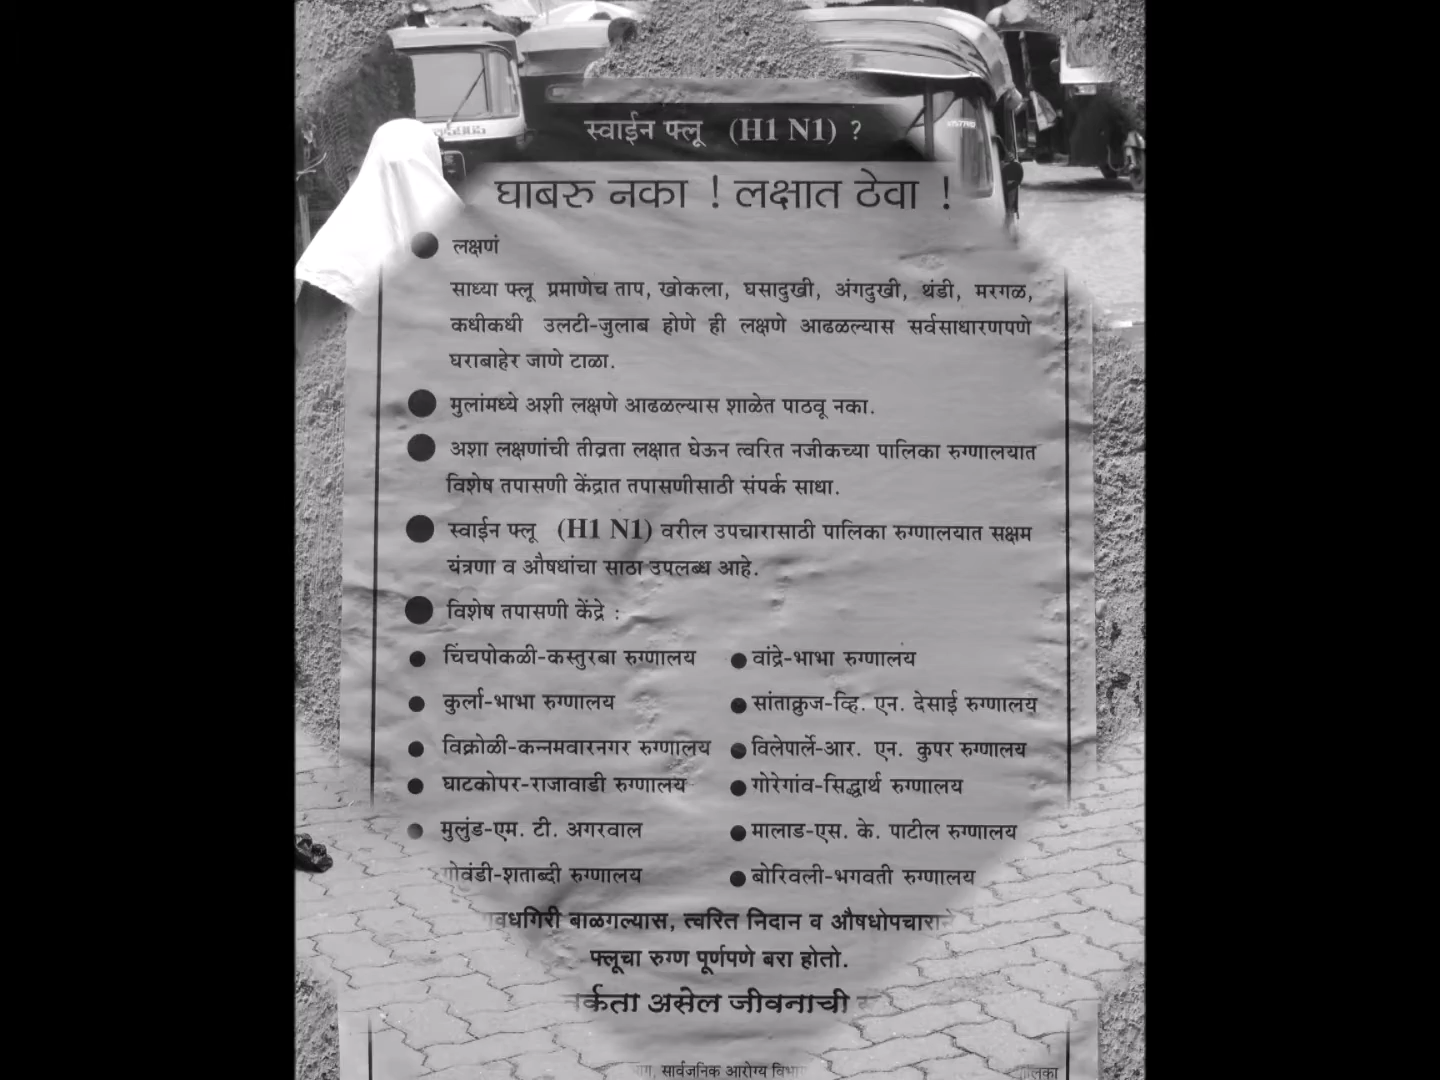 स्वाईन फ्लू (H1 N1) ?
घाबरु नका ! लक्षात ठेवा !
लक्षणं
साध्या फ्लू प्रमाणेच ताप, खोकला, घसादुखी, अंगदुखी, थंडी, मरगळ,
कधीकधी उलटी-जुलाब होणे ही लक्षणे आढळल्यास सर्वसाधारणपणे
घराबाहेर जाणे टाळा.
मुलांमध्ये अशी लक्षणे आढळल्यास शाळेत पाठवू नका.
अशा लक्षणांची तीव्रता लक्षात घेऊन त्वरित नजीकच्या पालिका रुग्णालयात
विशेष तपासणी केंद्रात तपासणीसाठी संपर्क साधा.
स्वाईन फ्लू (H1 N1) वरील उपचारासाठी पालिका रुग्णालयात सक्षम
यंत्रणा व औषधांचा साठा उपलब्ध आहे.
विशेष तपासणी केंद्रे :
चिंचपोकळी-कस्तुरबा रुग्णालय
वांद्रे-भाभा रुग्णालय
कुर्ला-भाभा रुग्णालय
सांताक्रुज-व्हि. एन. देसाई रुग्णालय
विक्रोळी-कन्नमवारनगर रुग्णालय
विलेपार्ले-आर. एन. कुपर रुग्णालय
घाटकोपर-राजावाडी रुग्णालय
गोरेगांव-सिद्धार्थ रुग्णालय
मुलुंड-एम. टी. अगरवाल
मालाड-एस. के. पाटील रुग्णालय
गोवंडी-शताब्दी रुग्णालय
बोरिवली-भगवती रुग्णालय
बाळगल्यास, त्वरित निदान व
फ्लूचा रुग्ण पूर्णपणे बरा होतो.
असेल जीवनाची
सार्वजनिक आरोग्य